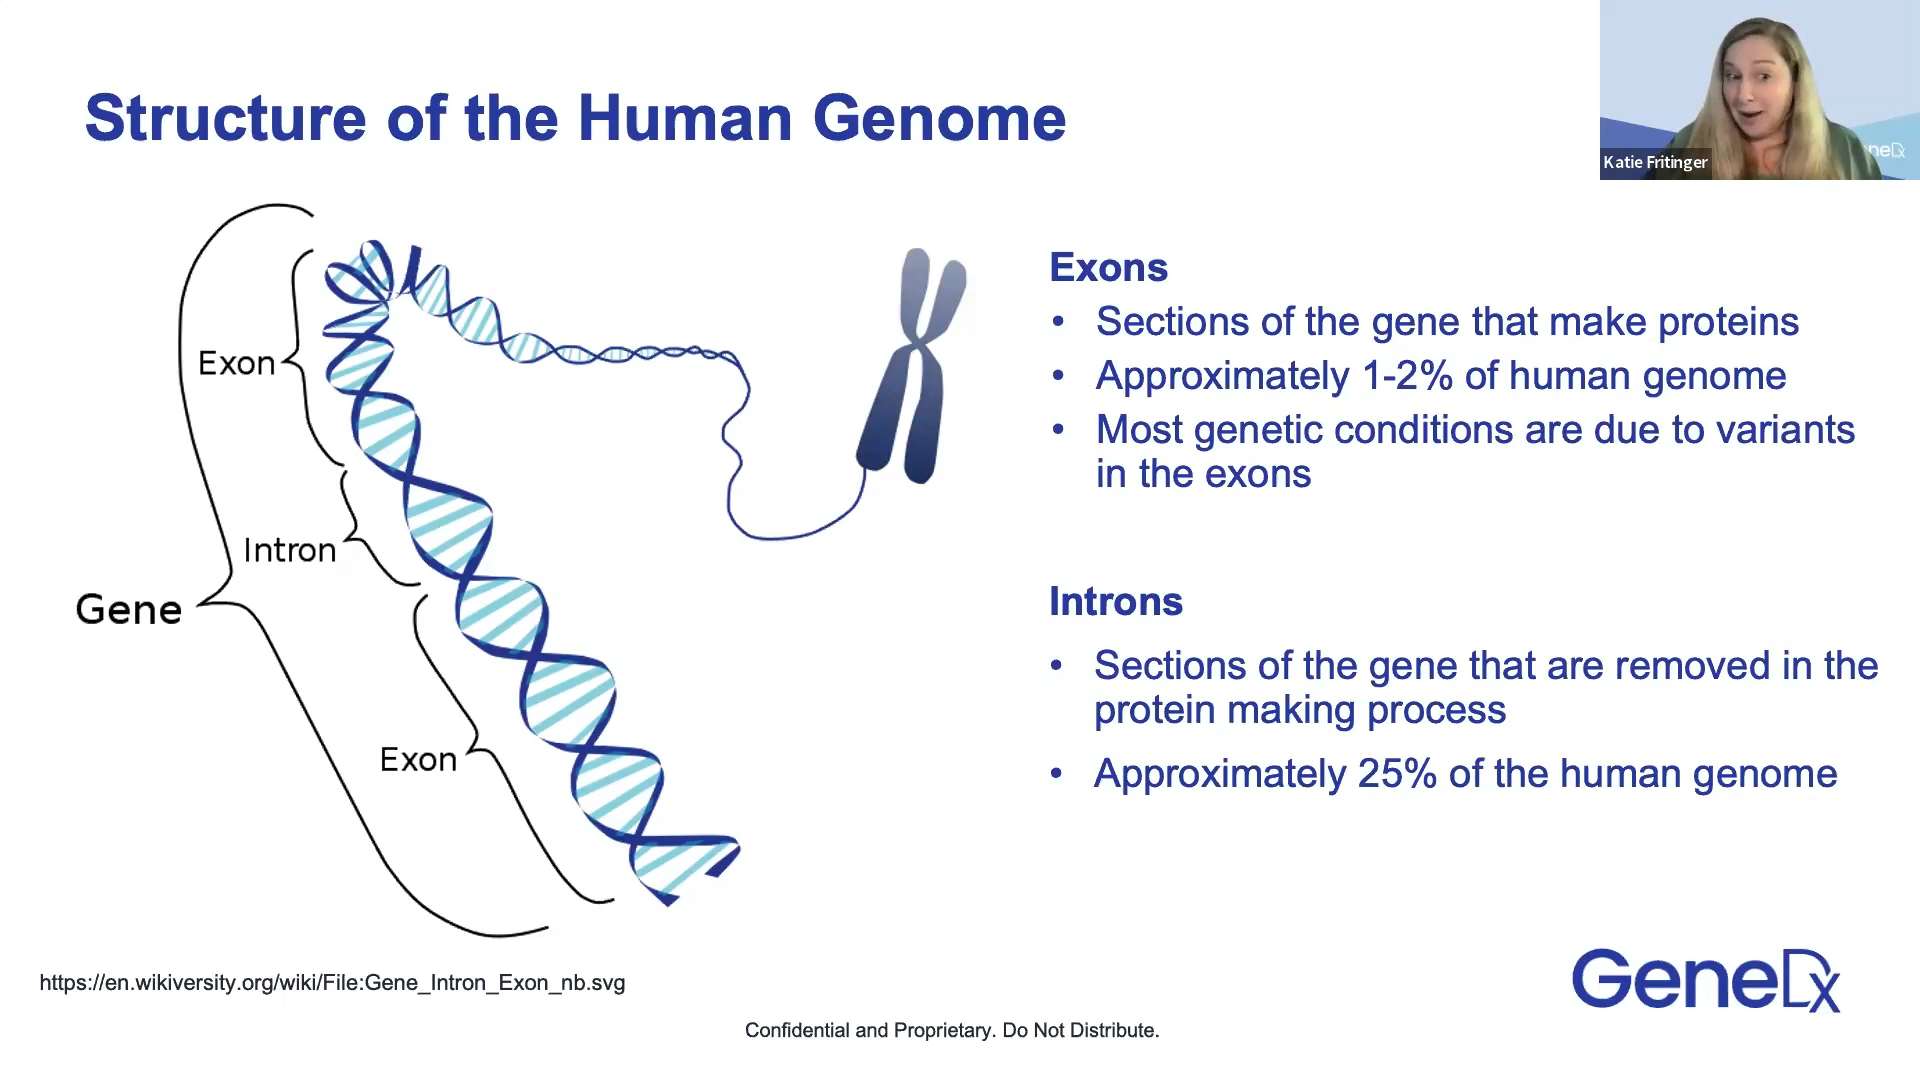 Structure of the Human Genome
Katie Fritinger
neDx
Exon
Intron
Gene
Exon
Exons
• Sections of the gene that make proteins
• Approximately 1-2% of human genome
• Most genetic conditions are due to variants
in the exons
Introns
• Sections of the gene that are removed in the
protein making process
• Approximately 25% of the human genome
https://en.wikiversity.org/wiki/File:Gene_Intron_Exon_nb.svg
GeneDx
Confidential and Proprietary. Do Not Distribute.